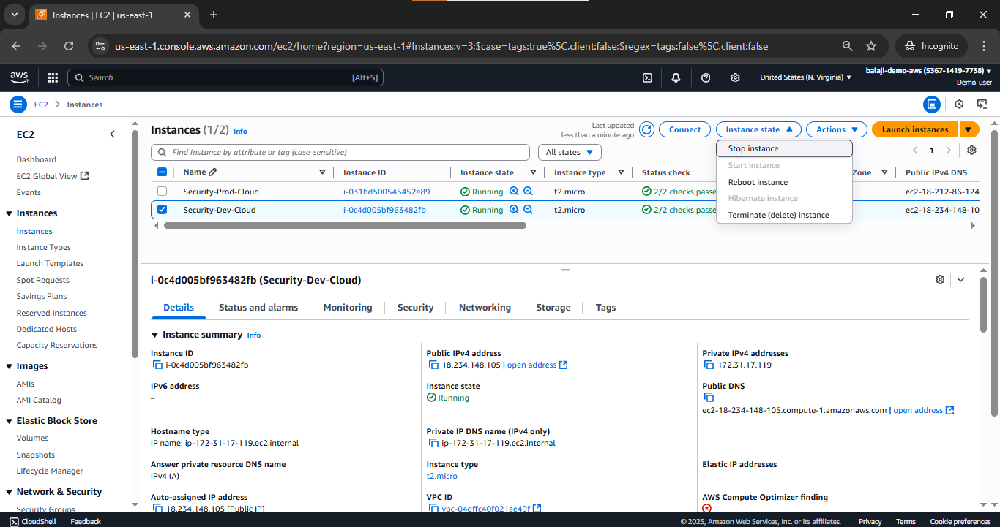 Instances | EC2 | us-east-1
us-east-1.console.aws.amazon.com/ec2/home?region=us-east-1#Instances:v=3;$case=tags:true%5C,client:false;$regex=tags:false%5C,client:false
Incognito
aws
Search
[Alt+S]
United States (N. Virginia)
balaji-demo-aws (5367-1419-7738)
Demo-user
EC2
Instances
EC2
Dashboard
EC2 Global View
Events
Instances
Instances
Instance Types
Launch Templates
Spot Requests
Savings Plans
Reserved Instances
Dedicated Hosts
Capacity Reservations
Images
AMIs
AMI Catalog
Elastic Block Store
Volumes
Snapshots
Lifecycle Manager
Network & Security
Security Groups
Instances (1/2) Info
Last updated
less than a minute ago
Connect
Instance state
Actions
Launch instances
Find Instance by attribute or tag (case-sensitive)
All states
1
Stop instance
Start instance
Reboot instance
Hibernate instance
Terminate (delete) instance
Name Instance ID Instance state Instance type Status check Zone Public IPv4 DNS
Security-Prod-Cloud i-031bd500545452e89 Running t2.micro 2/2 checks passe ec2-18-212-86-124
Security-Dev-Cloud i-0c4d005bf963482fb Running t2.micro 2/2 checks passe ec2-18-234-148-10
i-0c4d005bf963482fb (Security-Dev-Cloud)
Details Status and alarms Monitoring Security Networking Storage Tags
Instance summary Info
Instance ID
i-0c4d005bf963482fb
Public IPv4 address
18.234.148.105 | open address
Private IPv4 addresses
172.31.17.119
IPv6 address
–
Instance state
Running
Public DNS
ec2-18-234-148-105.compute-1.amazonaws.com | open address
Hostname type
IP name: ip-172-31-17-119.ec2.internal
Private IP DNS name (IPv4 only)
ip-172-31-17-119.ec2.internal
Answer private resource DNS name
IPv4 (A)
Instance type
t2.micro
Elastic IP addresses
–
Auto-assigned IP address
18.234.148.105 [Public IP]
VPC ID
vpc-04dffc40f021ae49f
AWS Compute Optimizer finding
CloudShell
Feedback
© 2025, Amazon Web Services, Inc. or its affiliates.
Privacy
Terms
Cookie preferences